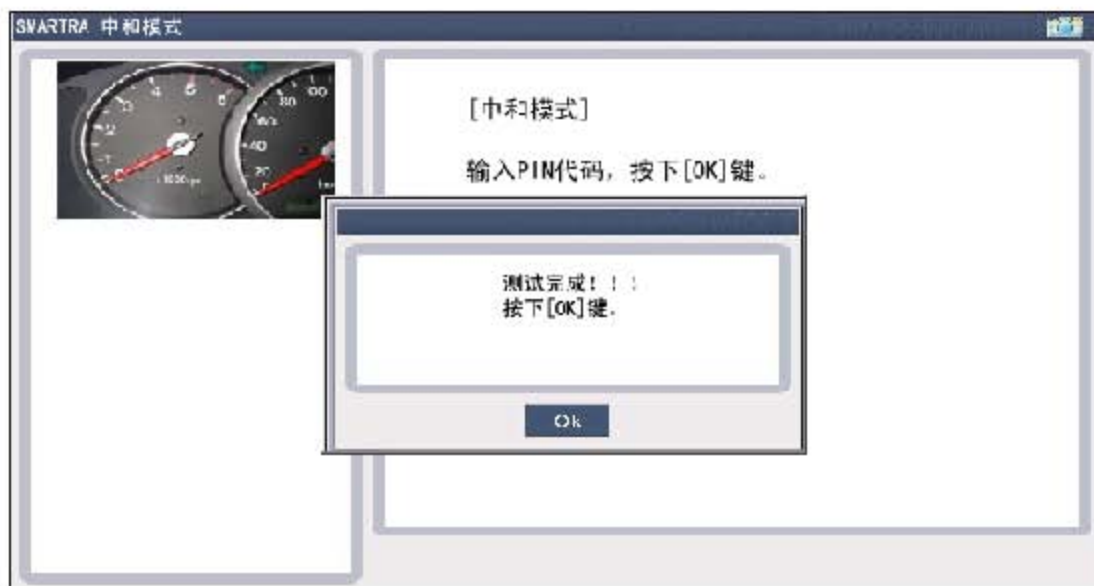 SMARTRA 中和模式
[中和模式]
输入PIN代码，按下[OK]键。
测试完成！！！
按下[OK]键。
Ok